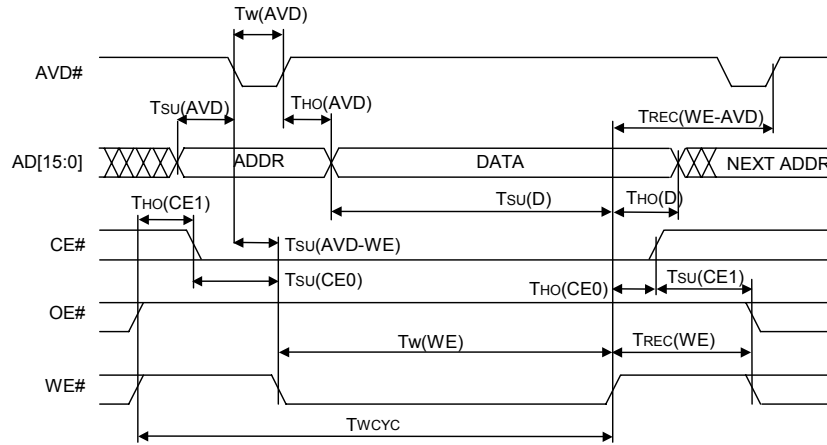 Tw(AVD)
AVD#
Tsu(AVD)
THO(AVD)
TREC(WE-AVD)
AD[15:0]
ADDR
DATA
NEXT ADDR
THO(CE1)
Tsu(D)
THO(D)
CE#
Tsu(AVD-WE)
Tsu(CE0)
THO(CE0)
Tsu(CE1)
OE#
Tw(WE)
TREC(WE)
WE#
TWCYC